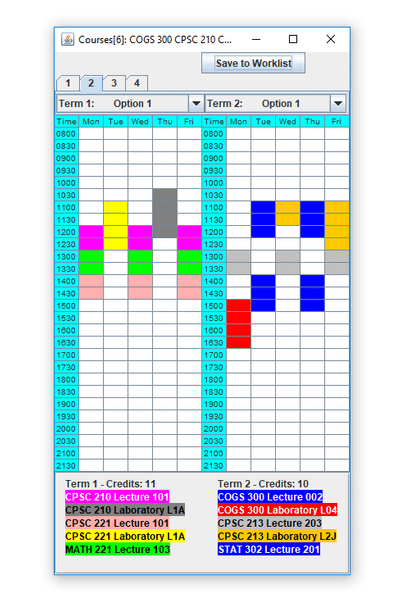 Courses[6]: COGS 300 CPSC 210 C...
Save to Worklist
1 2 3 4
Term 1: Option 1 Term 2: Option 1
Time Mon Tue Wed Thu Fri Time Mon Tue Wed Thu Fri
0800 0800
0830 0830
0900 0900
0930 0930
1000 1000
1030 1030
1100 1100
1130 1130
1200 1200
1230 1230
1300 1300
1330 1330
1400 1400
1430 1430
1500 1500
1530 1530
1600 1600
1630 1630
1700 1700
1730 1730
1800 1800
1830 1830
1900 1900
1930 1930
2000 2000
2030 2030
2100 2100
2130 2130
Term 1 - Credits: 11 Term 2 - Credits: 10
CPSC 210 Lecture 101 COGS 300 Lecture 002
CPSC 210 Laboratory L1A COGS 300 Laboratory L04
CPSC 221 Lecture 101 CPSC 213 Lecture 203
CPSC 221 Laboratory L1A CPSC 213 Laboratory L2J
MATH 221 Lecture 103 STAT 302 Lecture 201